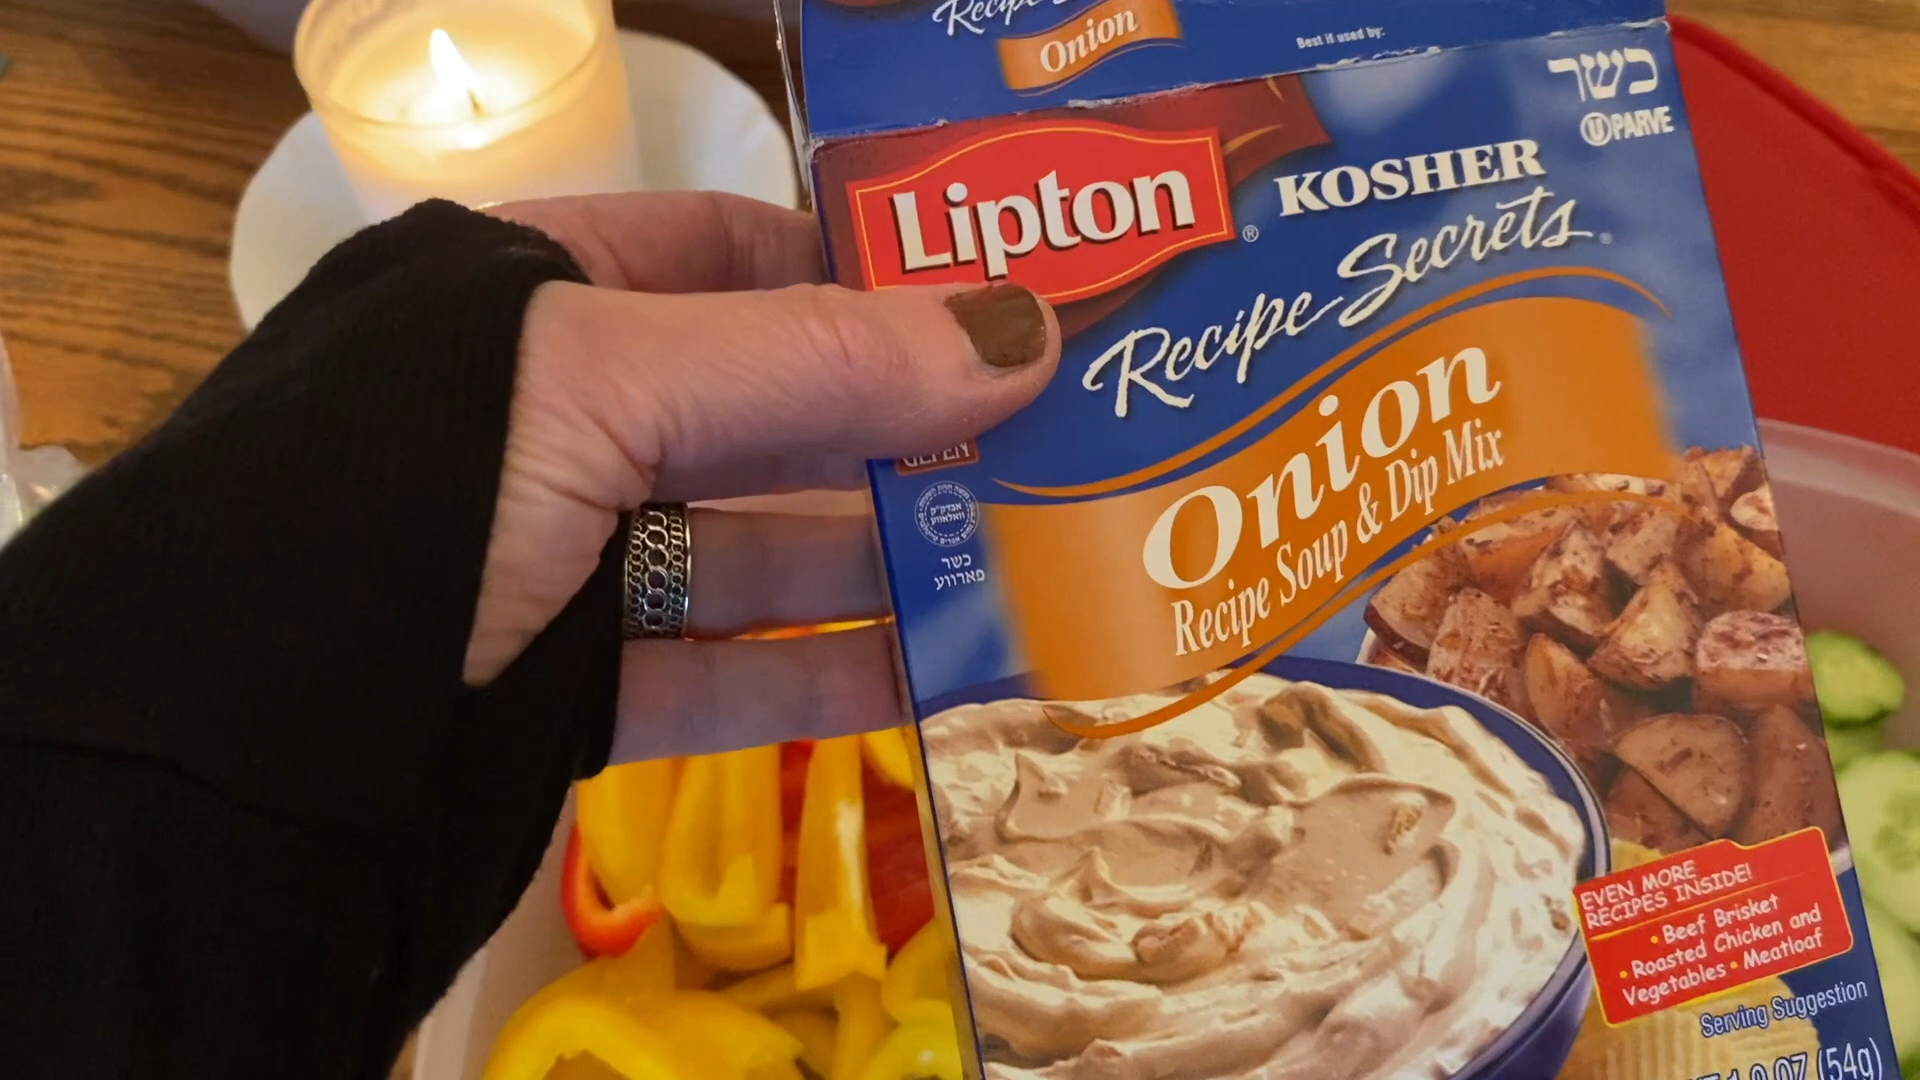 Onion
Best if used by:
כשר
Ⓤ PARVE
Lipton®
KOSHER
Recipe Secrets®
Onion
Recipe Soup & Dip Mix
GEFEN
כשר
פארווע
EVEN MORE
RECIPES INSIDE!
• Beef Brisket
• Roasted Chicken and
Vegetables • Meatloaf
Serving Suggestion
(54g)